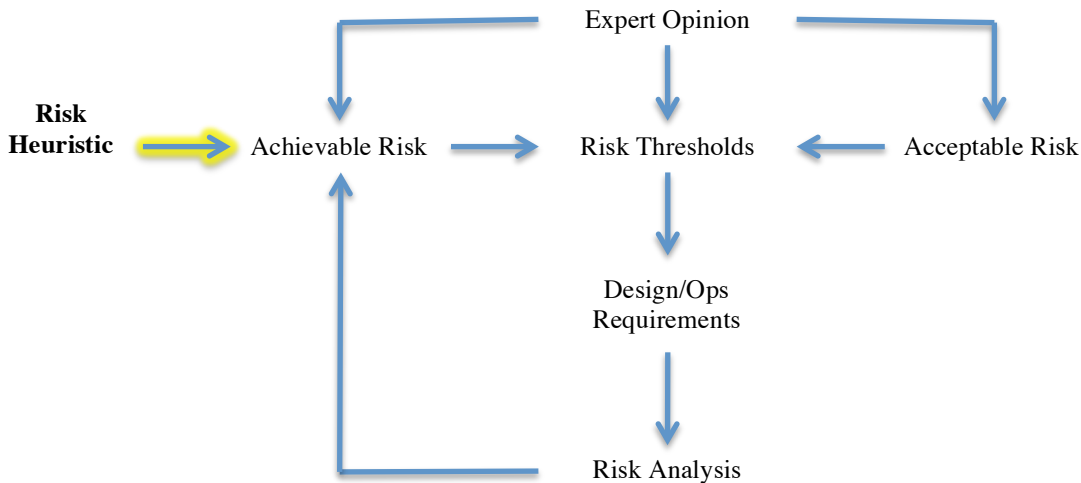 Expert Opinion
Risk
Heuristic
Achievable Risk
Risk Thresholds
Acceptable Risk
Design/Ops
Requirements
Risk Analysis